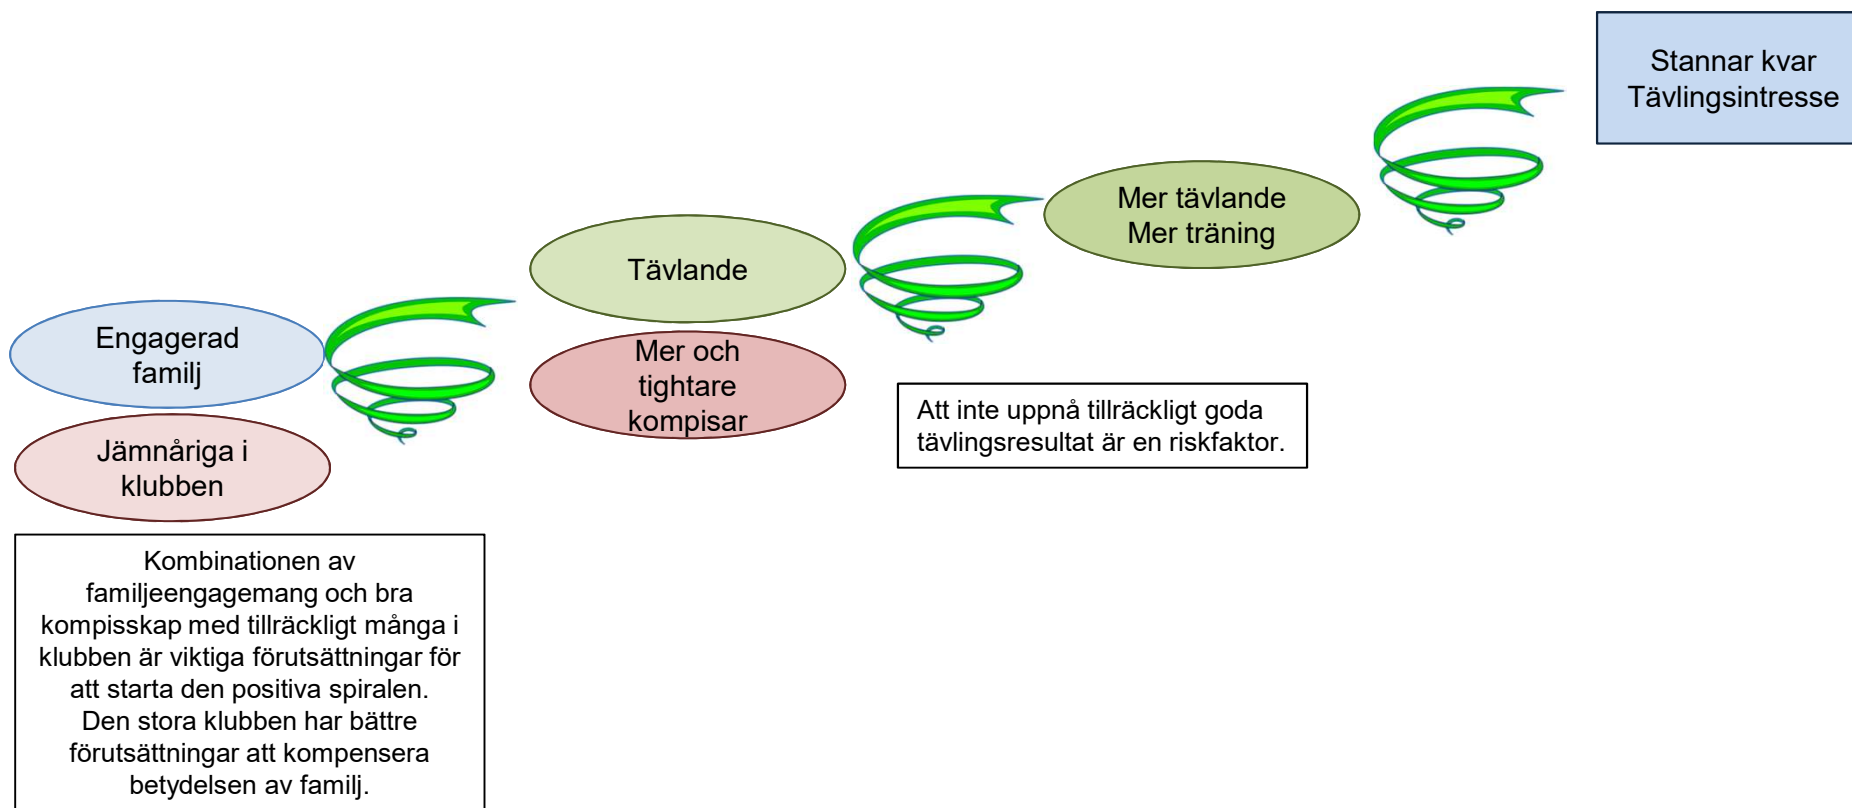 Engagerad
familj
Jämnåriga i
klubben
Kombinationen av
familjeengagemang och bra
kompisskap med tillräckligt många i
klubben är viktiga förutsättningar för
att starta den positiva spiralen.
Den stora klubben har bättre
förutsättningar att kompensera
betydelsen av familj.
Tävlande
Mer och
tightare
kompisar
Att inte uppnå tillräckligt goda
tävlingsresultat är en riskfaktor.
Mer tävlande
Mer träning
Stannar kvar
Tävlingsintresse